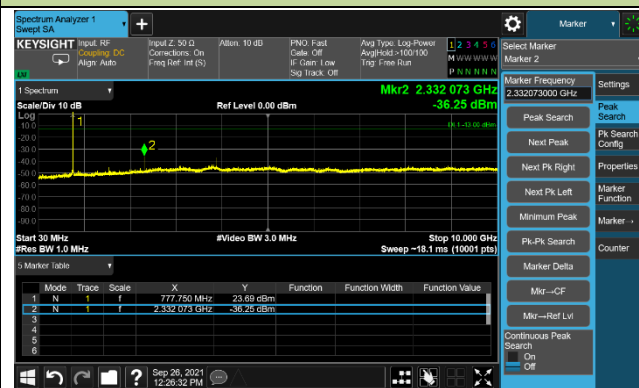 Spectrum Analyzer 1
Swept SA
+
KEYSIGHT
Input: RF
Coupling: DC
Align: Auto
Input Z: 50 Ω
Corrections: On
Freq Ref: Int (S)
Atten: 10 dB
PNO: Fast
Gate: Off
IF Gain: Low
Sig Track: Off
Avg Type: Log-Power
Avg|Hold:>100/100
Trig: Free Run
1 2 3 4 5 6
M W W W W W
P N N N N N
LM
1 Spectrum
Scale/Div 10 dB
Ref Level 0.00 dBm
Mkr2 2.332 073 GHz
-36.25 dBm
Log
DL1 -13.00 dBm
-10.0
-20.0
-30.0
-40.0
-50.0
-60.0
-70.0
-80.0
-90.0
1
2
Start 30 MHz
#Video BW 3.0 MHz
Stop 10.000 GHz
#Res BW 1.0 MHz
Sweep ~18.1 ms (10001 pts)
5 Marker Table
Mode Trace Scale X Y Function Function Width Function Value
1 N 1 f 777.750 MHz 23.69 dBm
2 N 1 f 2.332 073 GHz -36.25 dBm
3
4
5
6
Sep 26, 2021
12:26:32 PM
Marker
Select Marker
Marker 2
Marker Frequency
2.332073000 GHz
Peak Search
Next Peak
Next Pk Right
Next Pk Left
Minimum Peak
Pk-Pk Search
Marker Delta
Mkr→CF
Mkr→Ref Lvl
Continuous Peak
Search
On
Off
Settings
Peak
Search
Pk Search
Config
Properties
Marker
Function
Marker→
Counter